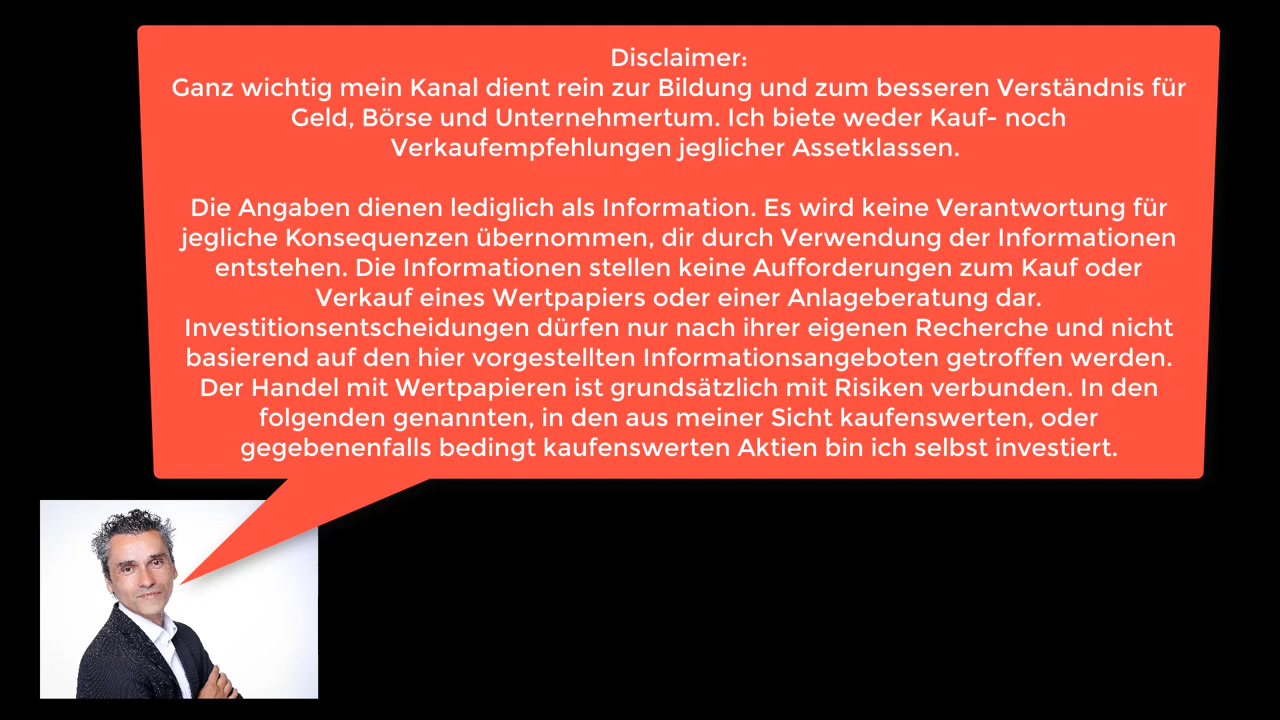 Disclaimer:
Ganz wichtig mein Kanal dient rein zur Bildung und zum besseren Verständnis für
Geld, Börse und Unternehmertum. Ich biete weder Kauf- noch
Verkaufempfehlungen jeglicher Assetklassen.
Die Angaben dienen lediglich als Information. Es wird keine Verantwortung für
jegliche Konsequenzen übernommen, dir durch Verwendung der Informationen
entstehen. Die Informationen stellen keine Aufforderungen zum Kauf oder
Verkauf eines Wertpapiers oder einer Anlageberatung dar.
Investitionsentscheidungen dürfen nur nach ihrer eigenen Recherche und nicht
basierend auf den hier vorgestellten Informationsangeboten getroffen werden.
Der Handel mit Wertpapieren ist grundsätzlich mit Risiken verbunden. In den
folgenden genannten, in den aus meiner Sicht kaufenswerten, oder
gegebenenfalls bedingt kaufenswerten Aktien bin ich selbst investiert.